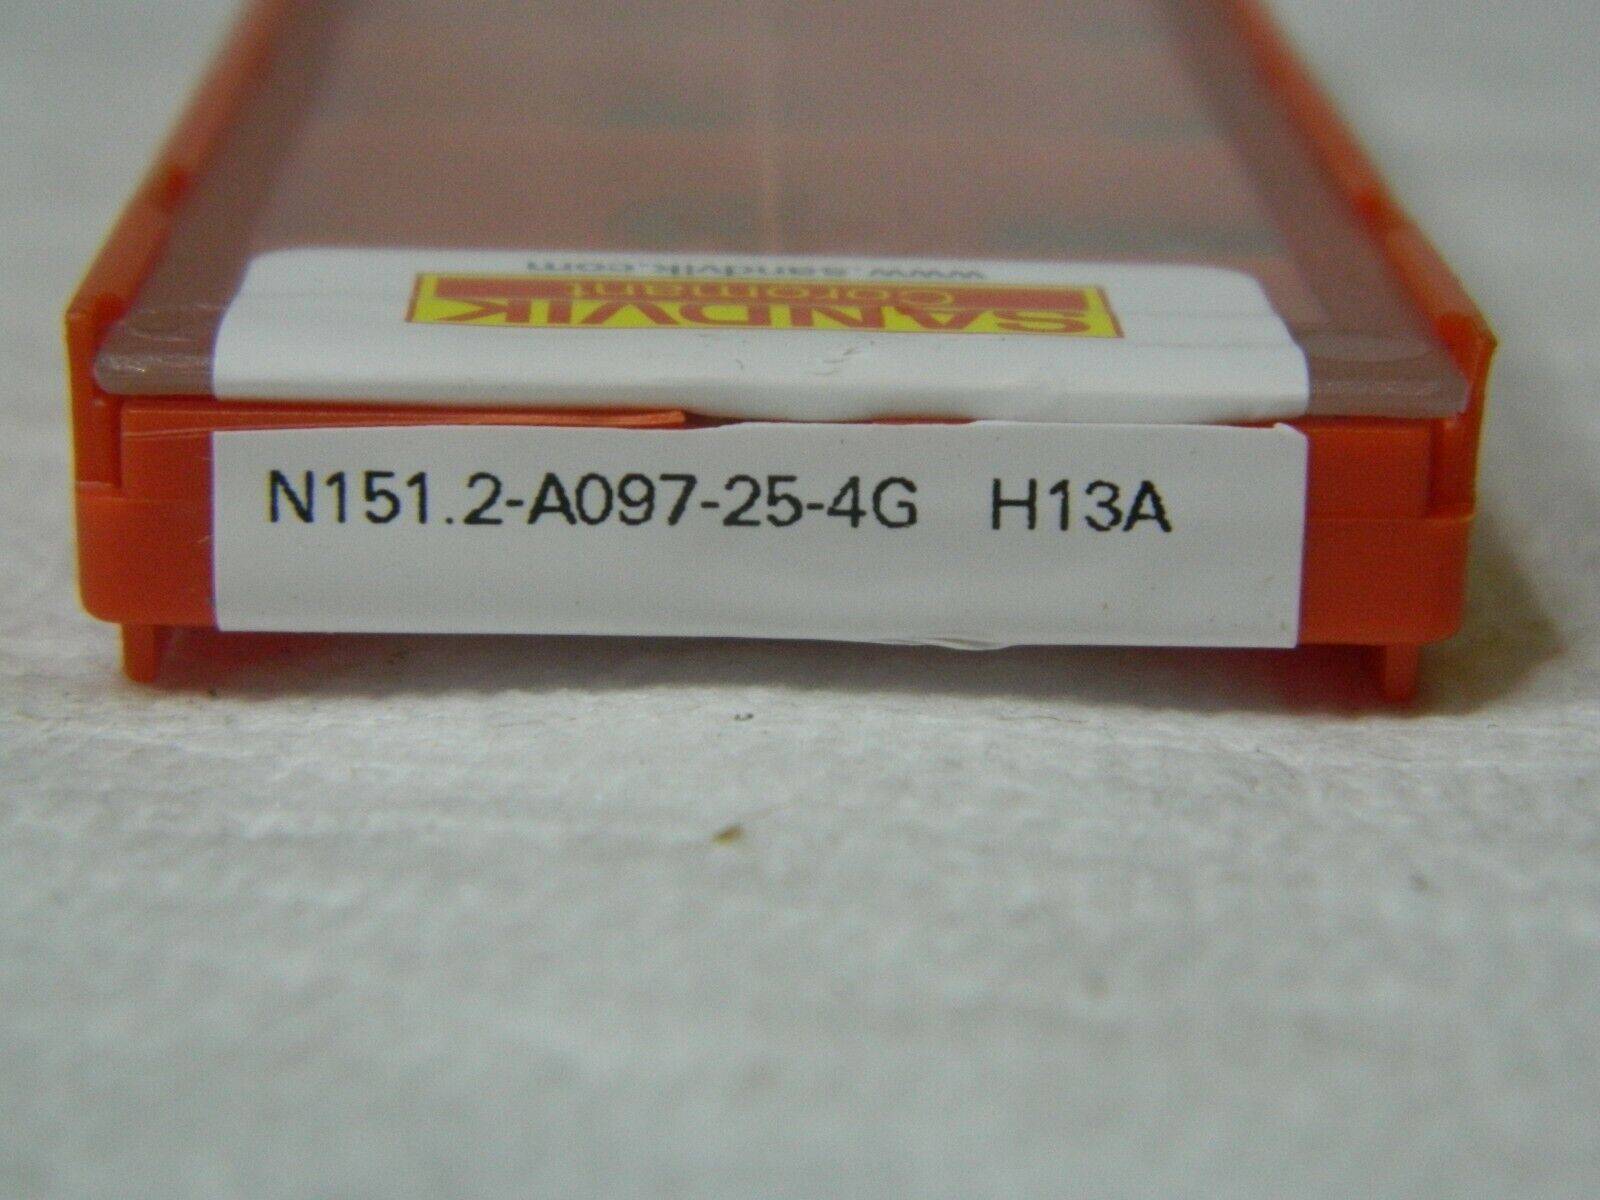 www.sandvik.com
SANDVIK
Coromant
N151.2-A097-25-4G H13A